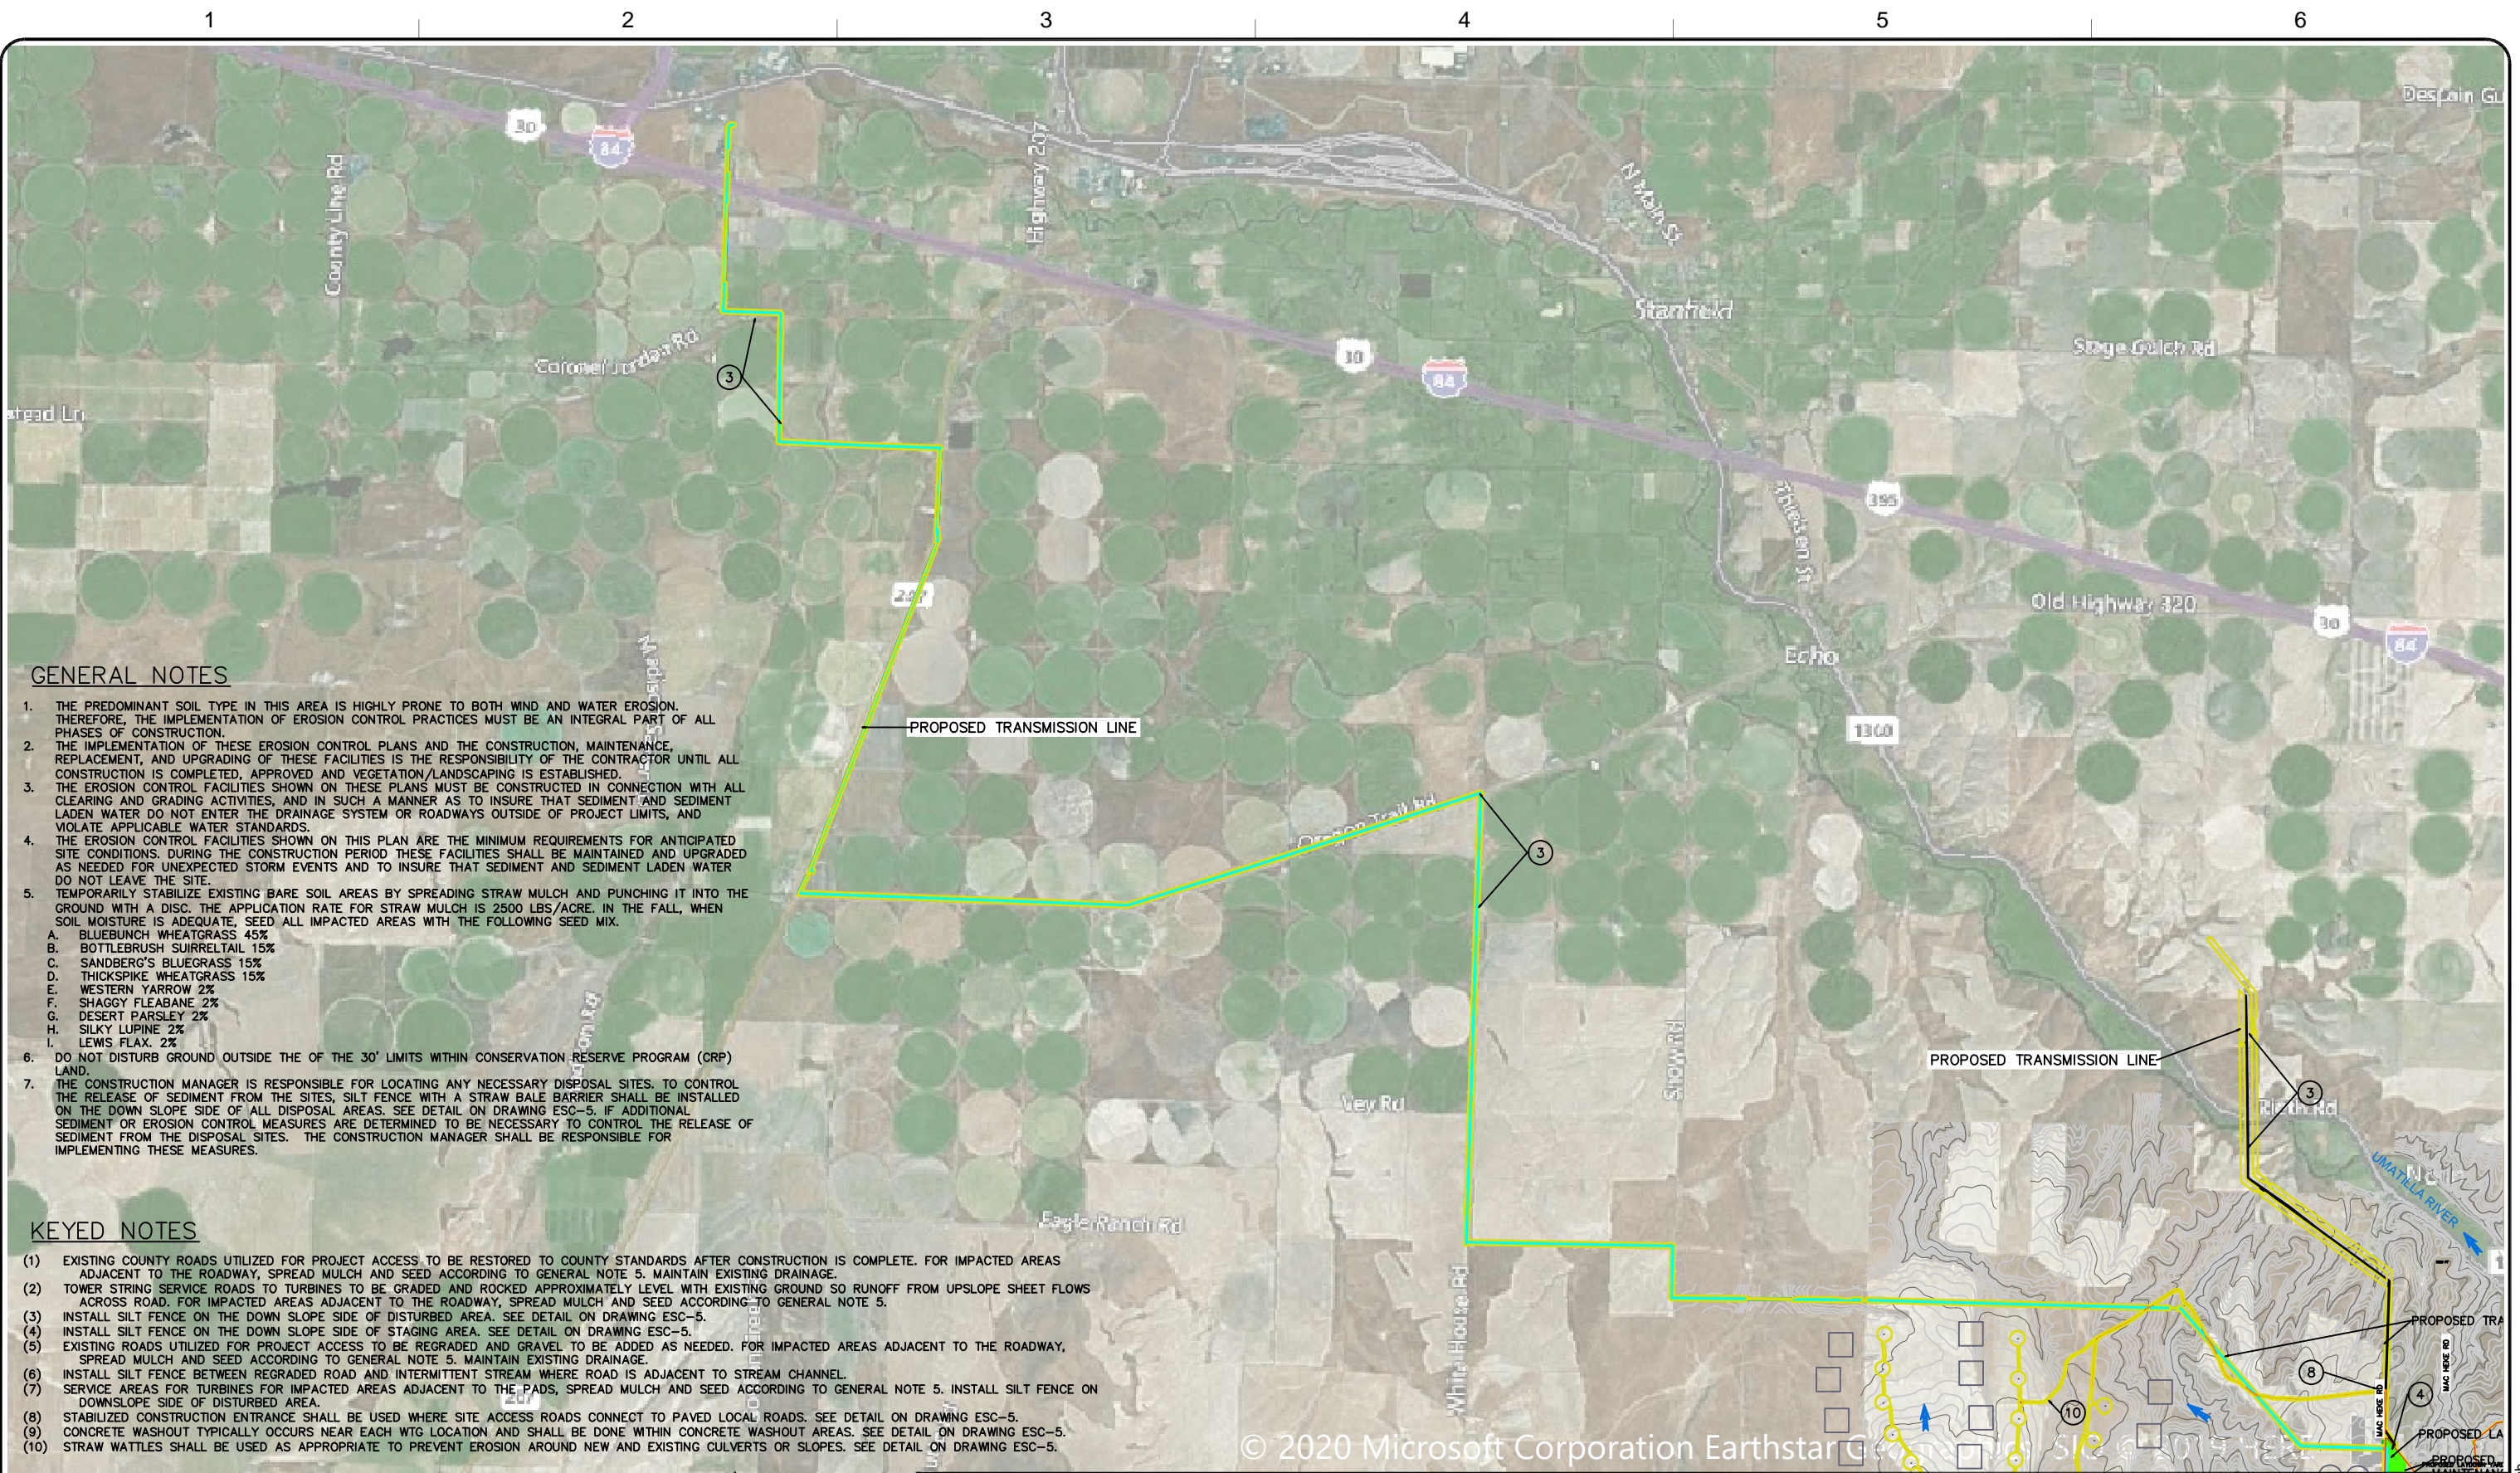 1 2 3 4 5 6
Despain Gu
30
84
County Line Rd
Highway 207
N Main St
Stanfield
30
84
Stage Gulch Rd
Colonel Jordan Rd
stead Ln
3
395
207
Old Highway 320
30
84
Echo
1300
PROPOSED TRANSMISSION LINE
Oregon Trail Rd
3
GENERAL NOTES
1. THE PREDOMINANT SOIL TYPE IN THIS AREA IS HIGHLY PRONE TO BOTH WIND AND WATER EROSION.
THEREFORE, THE IMPLEMENTATION OF EROSION CONTROL PRACTICES MUST BE AN INTEGRAL PART OF ALL
PHASES OF CONSTRUCTION.
2. THE IMPLEMENTATION OF THESE EROSION CONTROL PLANS AND THE CONSTRUCTION, MAINTENANCE,
REPLACEMENT, AND UPGRADING OF THESE FACILITIES IS THE RESPONSIBILITY OF THE CONTRACTOR UNTIL ALL
CONSTRUCTION IS COMPLETED, APPROVED AND VEGETATION/LANDSCAPING IS ESTABLISHED.
3. THE EROSION CONTROL FACILITIES SHOWN ON THESE PLANS MUST BE CONSTRUCTED IN CONNECTION WITH ALL
CLEARING AND GRADING ACTIVITIES, AND IN SUCH A MANNER AS TO INSURE THAT SEDIMENT AND SEDIMENT
LADEN WATER DO NOT ENTER THE DRAINAGE SYSTEM OR ROADWAYS OUTSIDE OF PROJECT LIMITS, AND
VIOLATE APPLICABLE WATER STANDARDS.
4. THE EROSION CONTROL FACILITIES SHOWN ON THIS PLAN ARE THE MINIMUM REQUIREMENTS FOR ANTICIPATED
SITE CONDITIONS. DURING THE CONSTRUCTION PERIOD THESE FACILITIES SHALL BE MAINTAINED AND UPGRADED
AS NEEDED FOR UNEXPECTED STORM EVENTS AND TO INSURE THAT SEDIMENT AND SEDIMENT LADEN WATER
DO NOT LEAVE THE SITE.
5. TEMPORARILY STABILIZE EXISTING BARE SOIL AREAS BY SPREADING STRAW MULCH AND PUNCHING IT INTO THE
GROUND WITH A DISC. THE APPLICATION RATE FOR STRAW MULCH IS 2500 LBS/ACRE. IN THE FALL, WHEN
SOIL MOISTURE IS ADEQUATE, SEED ALL IMPACTED AREAS WITH THE FOLLOWING SEED MIX.
A. BLUEBUNCH WHEATGRASS 45%
B. BOTTLEBRUSH SUIRRELTAIL 15%
C. SANDBERG'S BLUEGRASS 15%
D. THICKSPIKE WHEATGRASS 15%
E. WESTERN YARROW 2%
F. SHAGGY FLEABANE 2%
G. DESERT PARSLEY 2%
H. SILKY LUPINE 2%
I. LEWIS FLAX. 2%
6. DO NOT DISTURB GROUND OUTSIDE THE OF THE 30' LIMITS WITHIN CONSERVATION RESERVE PROGRAM (CRP)
LAND.
7. THE CONSTRUCTION MANAGER IS RESPONSIBLE FOR LOCATING ANY NECESSARY DISPOSAL SITES. TO CONTROL
THE RELEASE OF SEDIMENT FROM THE SITES, SILT FENCE WITH A STRAW BALE BARRIER SHALL BE INSTALLED
ON THE DOWN SLOPE SIDE OF ALL DISPOSAL AREAS. SEE DETAIL ON DRAWING ESC-5. IF ADDITIONAL
SEDIMENT OR EROSION CONTROL MEASURES ARE DETERMINED TO BE NECESSARY TO CONTROL THE RELEASE OF
SEDIMENT FROM THE DISPOSAL SITES. THE CONSTRUCTION MANAGER SHALL BE RESPONSIBLE FOR
IMPLEMENTING THESE MEASURES.
Snow Rd
Vey Rd
PROPOSED TRANSMISSION LINE
3
Rieth Rd
UMATILLA RIVER
Eagle Ranch Rd
White House Rd
KEYED NOTES
(1) EXISTING COUNTY ROADS UTILIZED FOR PROJECT ACCESS TO BE RESTORED TO COUNTY STANDARDS AFTER CONSTRUCTION IS COMPLETE. FOR IMPACTED AREAS
ADJACENT TO THE ROADWAY, SPREAD MULCH AND SEED ACCORDING TO GENERAL NOTE 5. MAINTAIN EXISTING DRAINAGE.
(2) TOWER STRING SERVICE ROADS TO TURBINES TO BE GRADED AND ROCKED APPROXIMATELY LEVEL WITH EXISTING GROUND SO RUNOFF FROM UPSLOPE SHEET FLOWS
ACROSS ROAD. FOR IMPACTED AREAS ADJACENT TO THE ROADWAY, SPREAD MULCH AND SEED ACCORDING TO GENERAL NOTE 5.
(3) INSTALL SILT FENCE ON THE DOWN SLOPE SIDE OF DISTURBED AREA. SEE DETAIL ON DRAWING ESC-5.
(4) INSTALL SILT FENCE ON THE DOWN SLOPE SIDE OF STAGING AREA. SEE DETAIL ON DRAWING ESC-5.
(5) EXISTING ROADS UTILIZED FOR PROJECT ACCESS TO BE REGRADED AND GRAVEL TO BE ADDED AS NEEDED. FOR IMPACTED AREAS ADJACENT TO THE ROADWAY,
SPREAD MULCH AND SEED ACCORDING TO GENERAL NOTE 5. MAINTAIN EXISTING DRAINAGE.
(6) INSTALL SILT FENCE BETWEEN REGRADED ROAD AND INTERMITTENT STREAM WHERE ROAD IS ADJACENT TO STREAM CHANNEL.
(7) SERVICE AREAS FOR TURBINES FOR IMPACTED AREAS ADJACENT TO THE PADS, SPREAD MULCH AND SEED ACCORDING TO GENERAL NOTE 5. INSTALL SILT FENCE ON
DOWNSLOPE SIDE OF DISTURBED AREA.
(8) STABILIZED CONSTRUCTION ENTRANCE SHALL BE USED WHERE SITE ACCESS ROADS CONNECT TO PAVED LOCAL ROADS. SEE DETAIL ON DRAWING ESC-5.
(9) CONCRETE WASHOUT TYPICALLY OCCURS NEAR EACH WTG LOCATION AND SHALL BE DONE WITHIN CONCRETE WASHOUT AREAS. SEE DETAIL ON DRAWING ESC-5.
(10) STRAW WATTLES SHALL BE USED AS APPROPRIATE TO PREVENT EROSION AROUND NEW AND EXISTING CULVERTS OR SLOPES. SEE DETAIL ON DRAWING ESC-5.
207
PROPOSED TRA
MAC HEKE RD
MAC HEKE RD
8
4
10
PROPOSED LA
PROPOSED
© 2020 Microsoft Corporation Earthstar Geographics SIO